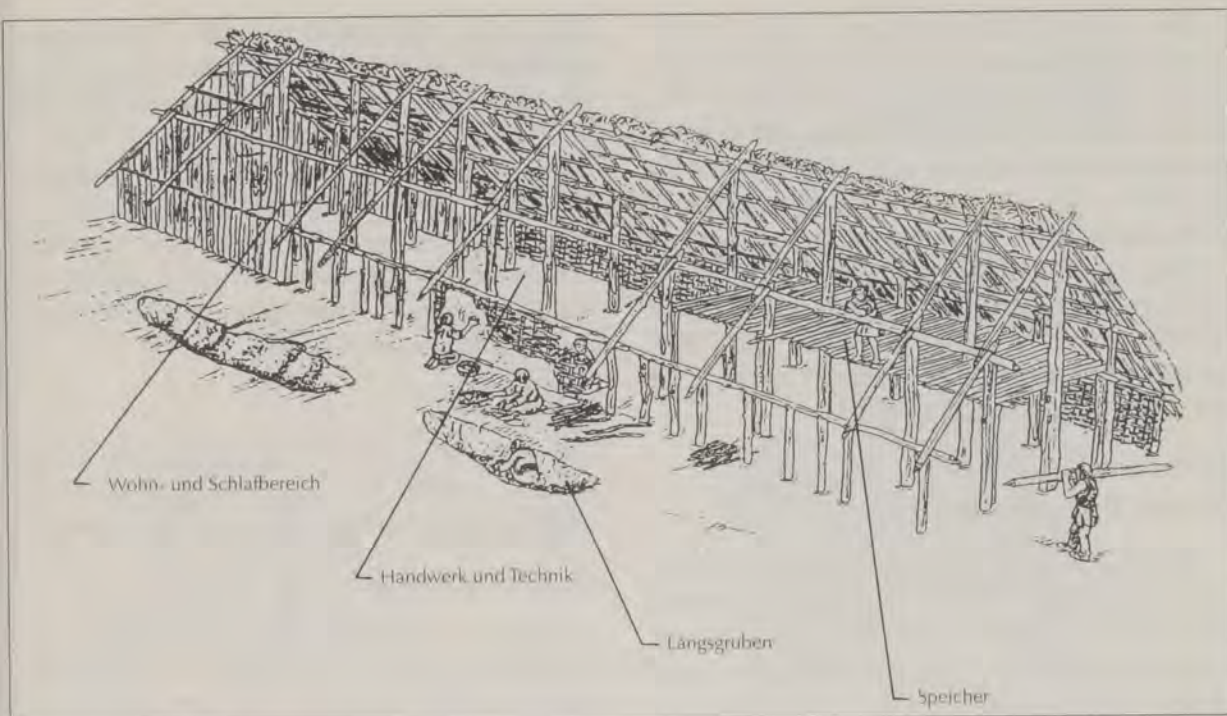 Wohn- und Schlafbereich
Handwerk und Technik
Längsgruben
Speicher